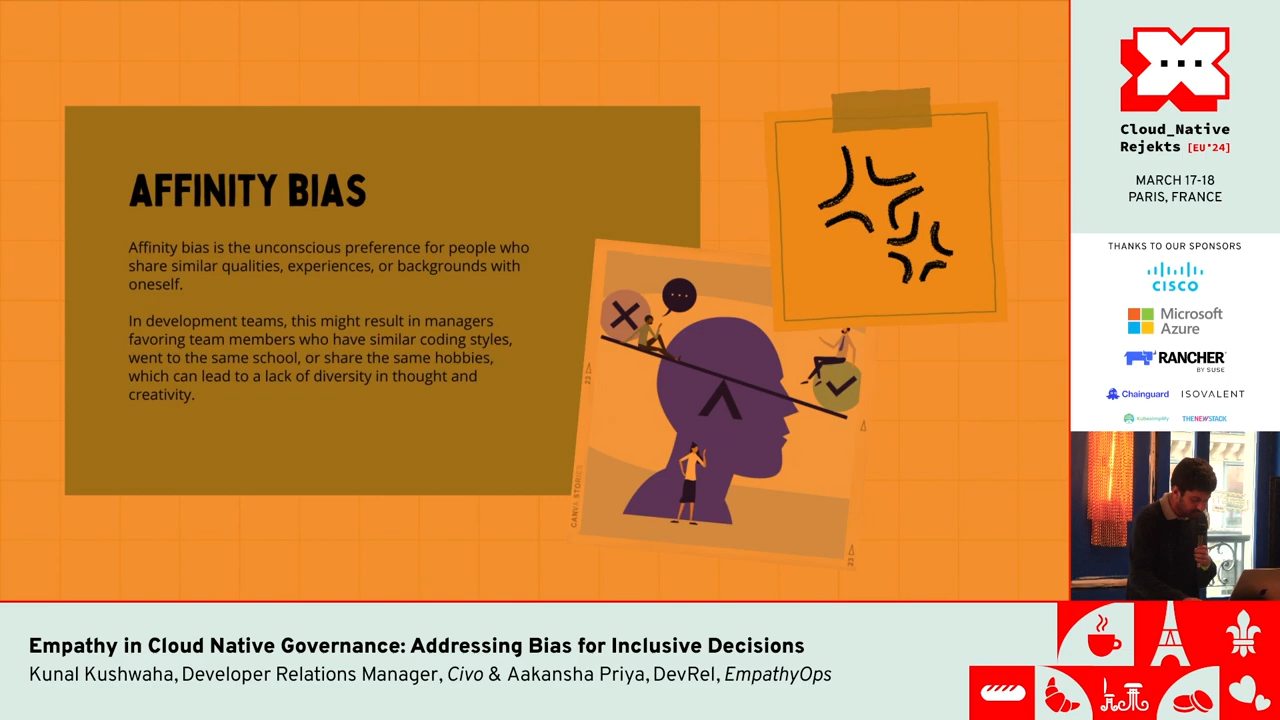 AFFINITY BIAS
Affinity bias is the unconscious preference for people who
share similar qualities, experiences, or backgrounds with
oneself.
In development teams, this might result in managers
favoring team members who have similar coding styles,
went to the same school, or share the same hobbies,
which can lead to a lack of diversity in thought and
creativity.
23
CANVA STORIES
23
Cloud_Native
Rejekts [EU'24]
MARCH 17-18
PARIS, FRANCE
THANKS TO OUR SPONSORS
CISCO
Microsoft
Azure
RANCHER
BY SUSE
Chainguard
ISOVALENT
Kubesimplify
THENEWSTACK
Empathy in Cloud Native Governance: Addressing Bias for Inclusive Decisions
Kunal Kushwaha, Developer Relations Manager, Civo & Aakansha Priya, DevRel, EmpathyOps